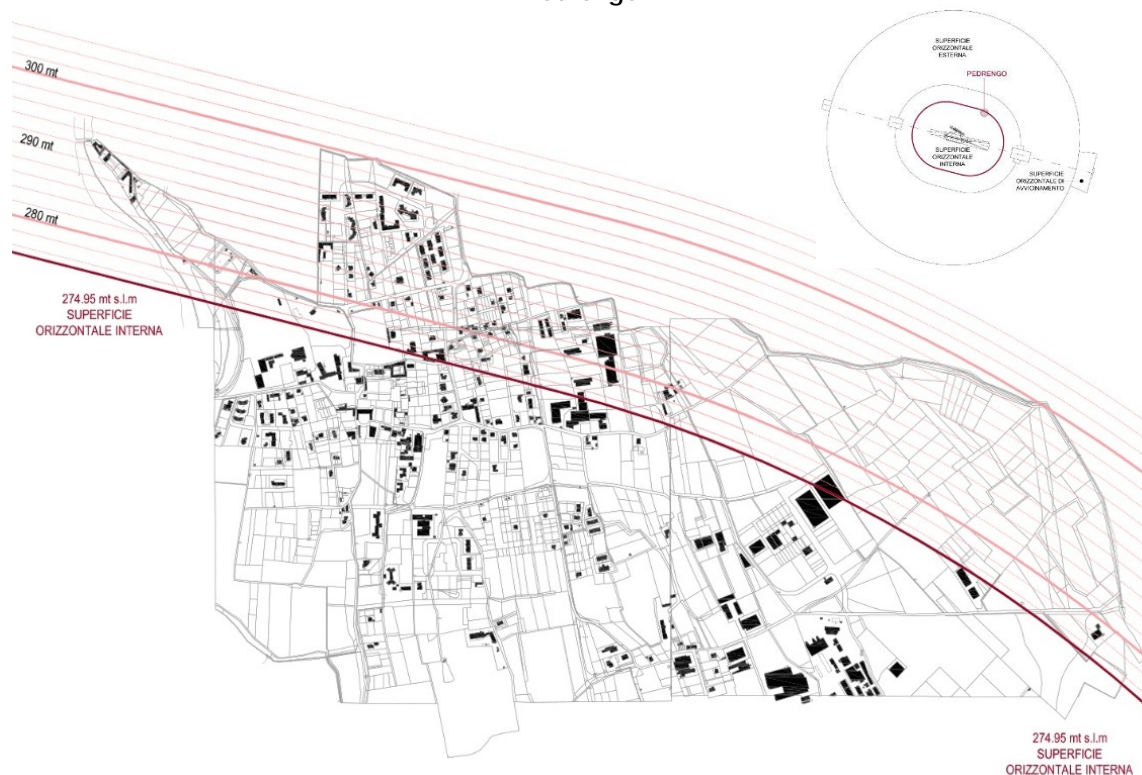 SUPERFICIE
ORIZZONTALE
ESTERNA
PEDRENGO
SUPERFICIE
ORIZZONTALE
INTERNA
SUPERFICIE
ORIZZONTALE DI
AVVICINAMENTO
300 mt
290 mt
280 mt
274.95 mt s.l.m
SUPERFICIE
ORIZZONTALE INTERNA
274.95 mt s.l.m
SUPERFICIE
ORIZZONTALE INTERNA